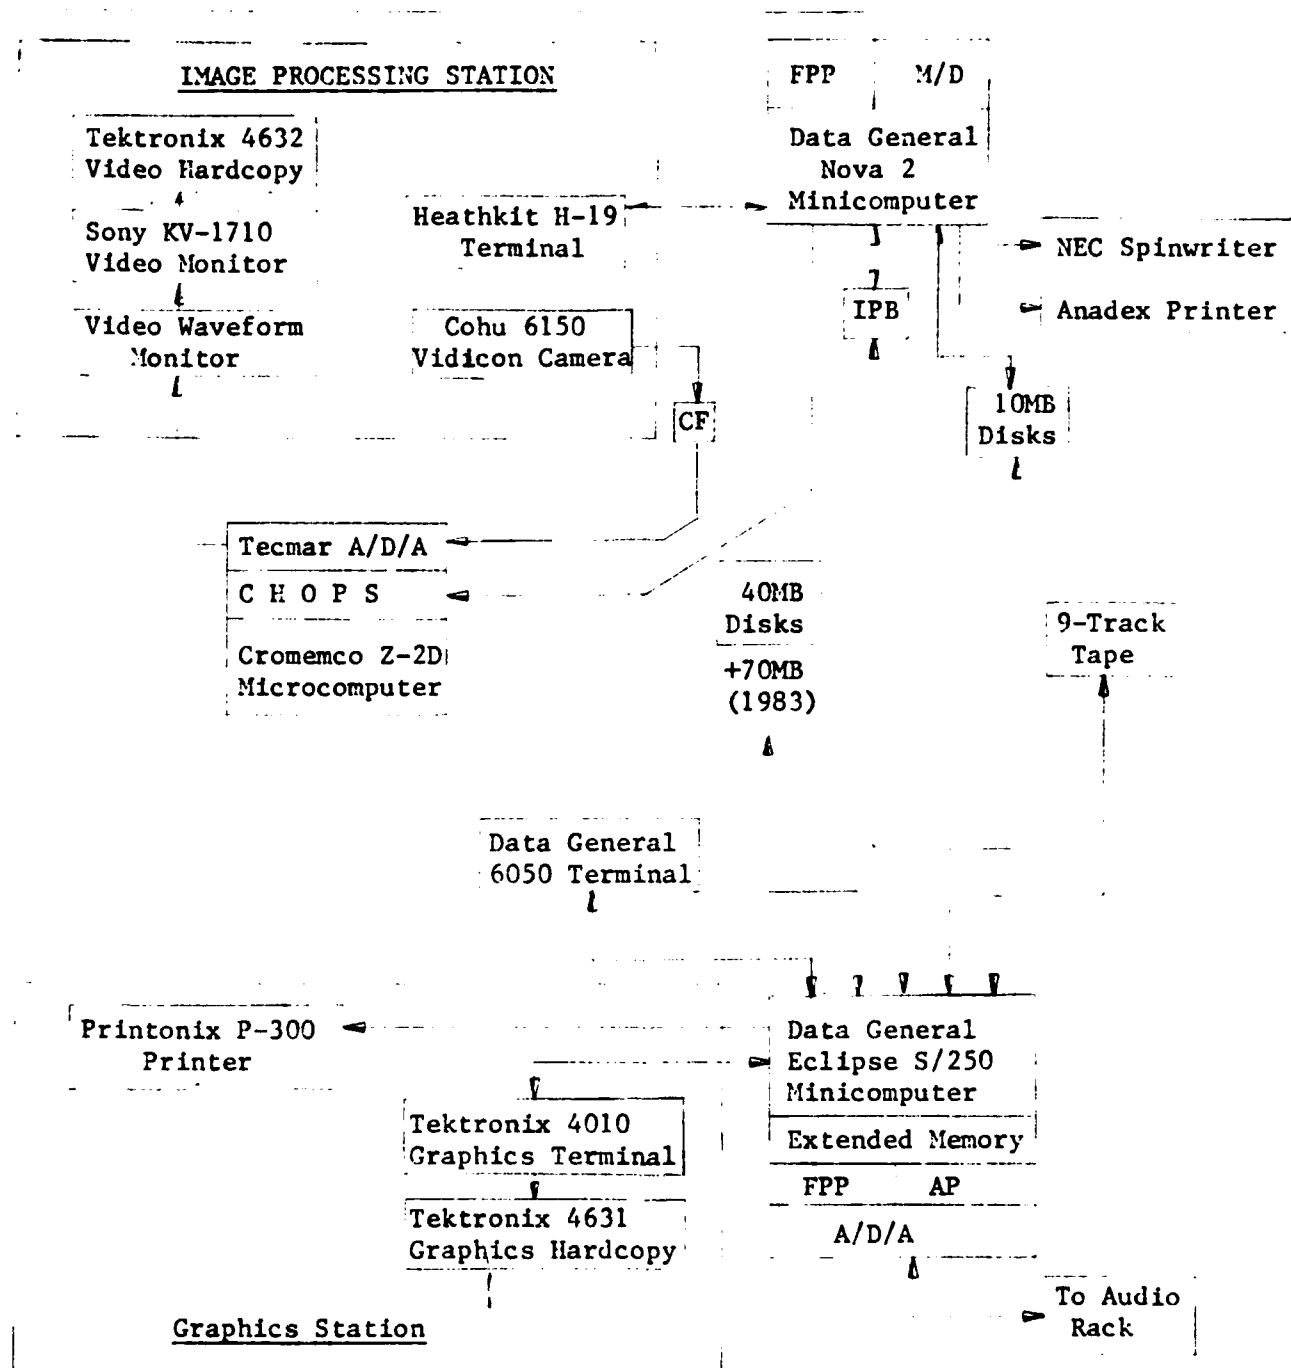 IMAGE PROCESSING STATION
Tektronix 4632
Video Hardcopy
Sony KV-1710
Video Monitor
Video Waveform
Monitor
Heathkit H-19
Terminal
Cohu 6150
Vidicon Camera
CF
FPP M/D
Data General
Nova 2
Minicomputer
IPB
NEC Spinwriter
Anadex Printer
10MB
Disks
Tecmar A/D/A
C H O P S
Cromemco Z-2D
Microcomputer
40MB
Disks
+70MB
(1983)
9-Track
Tape
Data General
6050 Terminal
Printonix P-300
Printer
Data General
Eclipse S/250
Minicomputer
Extended Memory
FPP AP
A/D/A
Tektronix 4010
Graphics Terminal
Tektronix 4631
Graphics Hardcopy
To Audio
Rack
Graphics Station